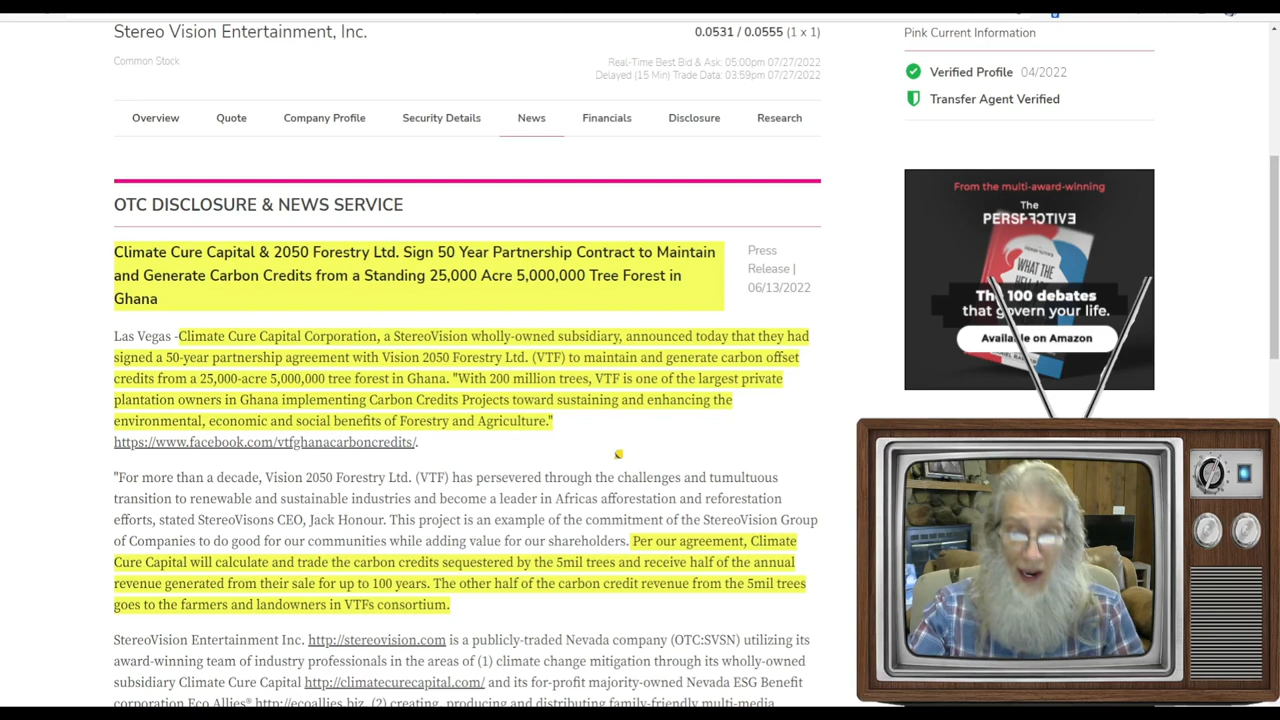 Stereo Vision Entertainment, Inc.
0.0531 / 0.0555 (1 x 1)
Common Stock
Real-Time Best Bid & Ask: 05:00pm 07/27/2022
Delayed (15 Min) Trade Data: 03:59pm 07/27/2022
Overview Quote Company Profile Security Details News Financials Disclosure Research
Pink Current Information
Verified Profile 04/2022
Transfer Agent Verified
OTC DISCLOSURE & NEWS SERVICE
Climate Cure Capital & 2050 Forestry Ltd. Sign 50 Year Partnership Contract to Maintain
and Generate Carbon Credits from a Standing 25,000 Acre 5,000,000 Tree Forest in
Ghana
Press
Release |
06/13/2022
Las Vegas -Climate Cure Capital Corporation, a StereoVision wholly-owned subsidiary, announced today that they had
signed a 50-year partnership agreement with Vision 2050 Forestry Ltd. (VTF) to maintain and generate carbon offset
credits from a 25,000-acre 5,000,000 tree forest in Ghana. "With 200 million trees, VTF is one of the largest private
plantation owners in Ghana implementing Carbon Credits Projects toward sustaining and enhancing the
environmental, economic and social benefits of Forestry and Agriculture."
https://www.facebook.com/vtfghanacarboncredits/.
"For more than a decade, Vision 2050 Forestry Ltd. (VTF) has persevered through the challenges and tumultuous
transition to renewable and sustainable industries and become a leader in Africas afforestation and reforestation
efforts, stated StereoVisons CEO, Jack Honour. This project is an example of the commitment of the StereoVision Group
of Companies to do good for our communities while adding value for our shareholders. Per our agreement, Climate
Cure Capital will calculate and trade the carbon credits sequestered by the 5mil trees and receive half of the annual
revenue generated from their sale for up to 100 years. The other half of the carbon credit revenue from the 5mil trees
goes to the farmers and landowners in VTFs consortium.
StereoVision Entertainment Inc. http://stereovision.com is a publicly-traded Nevada company (OTC:SVSN) utilizing its
award-winning team of industry professionals in the areas of (1) climate change mitigation through its wholly-owned
subsidiary Climate Cure Capital http://climatecurecapital.com/ and its for-profit majority-owned Nevada ESG Benefit
corporation Eco Allies® http://ecoallies.biz, (2) creating, producing and distributing family-friendly multi-media
From the multi-award-winning
The
PERSPECTIVE
WHAT THE
The 100 debates
that govern your life.
Available on Amazon